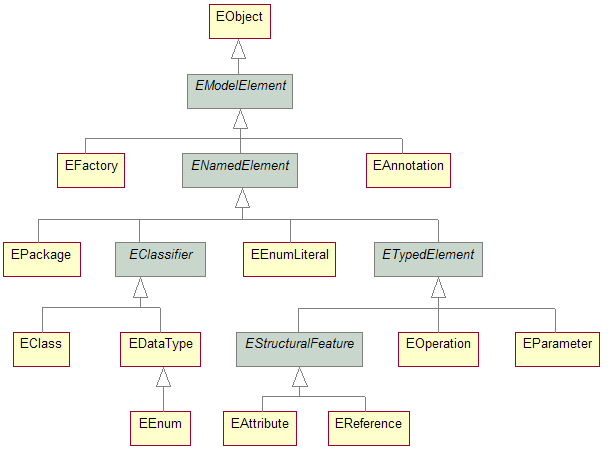 EObject
EModelElement
EFactory
ENamedElement
EAnnotation
EPackage
EClassifier
EEnumLiteral
ETypedElement
EClass
EDataType
EStructuralFeature
EOperation
EParameter
EEnum
EAttribute
EReference